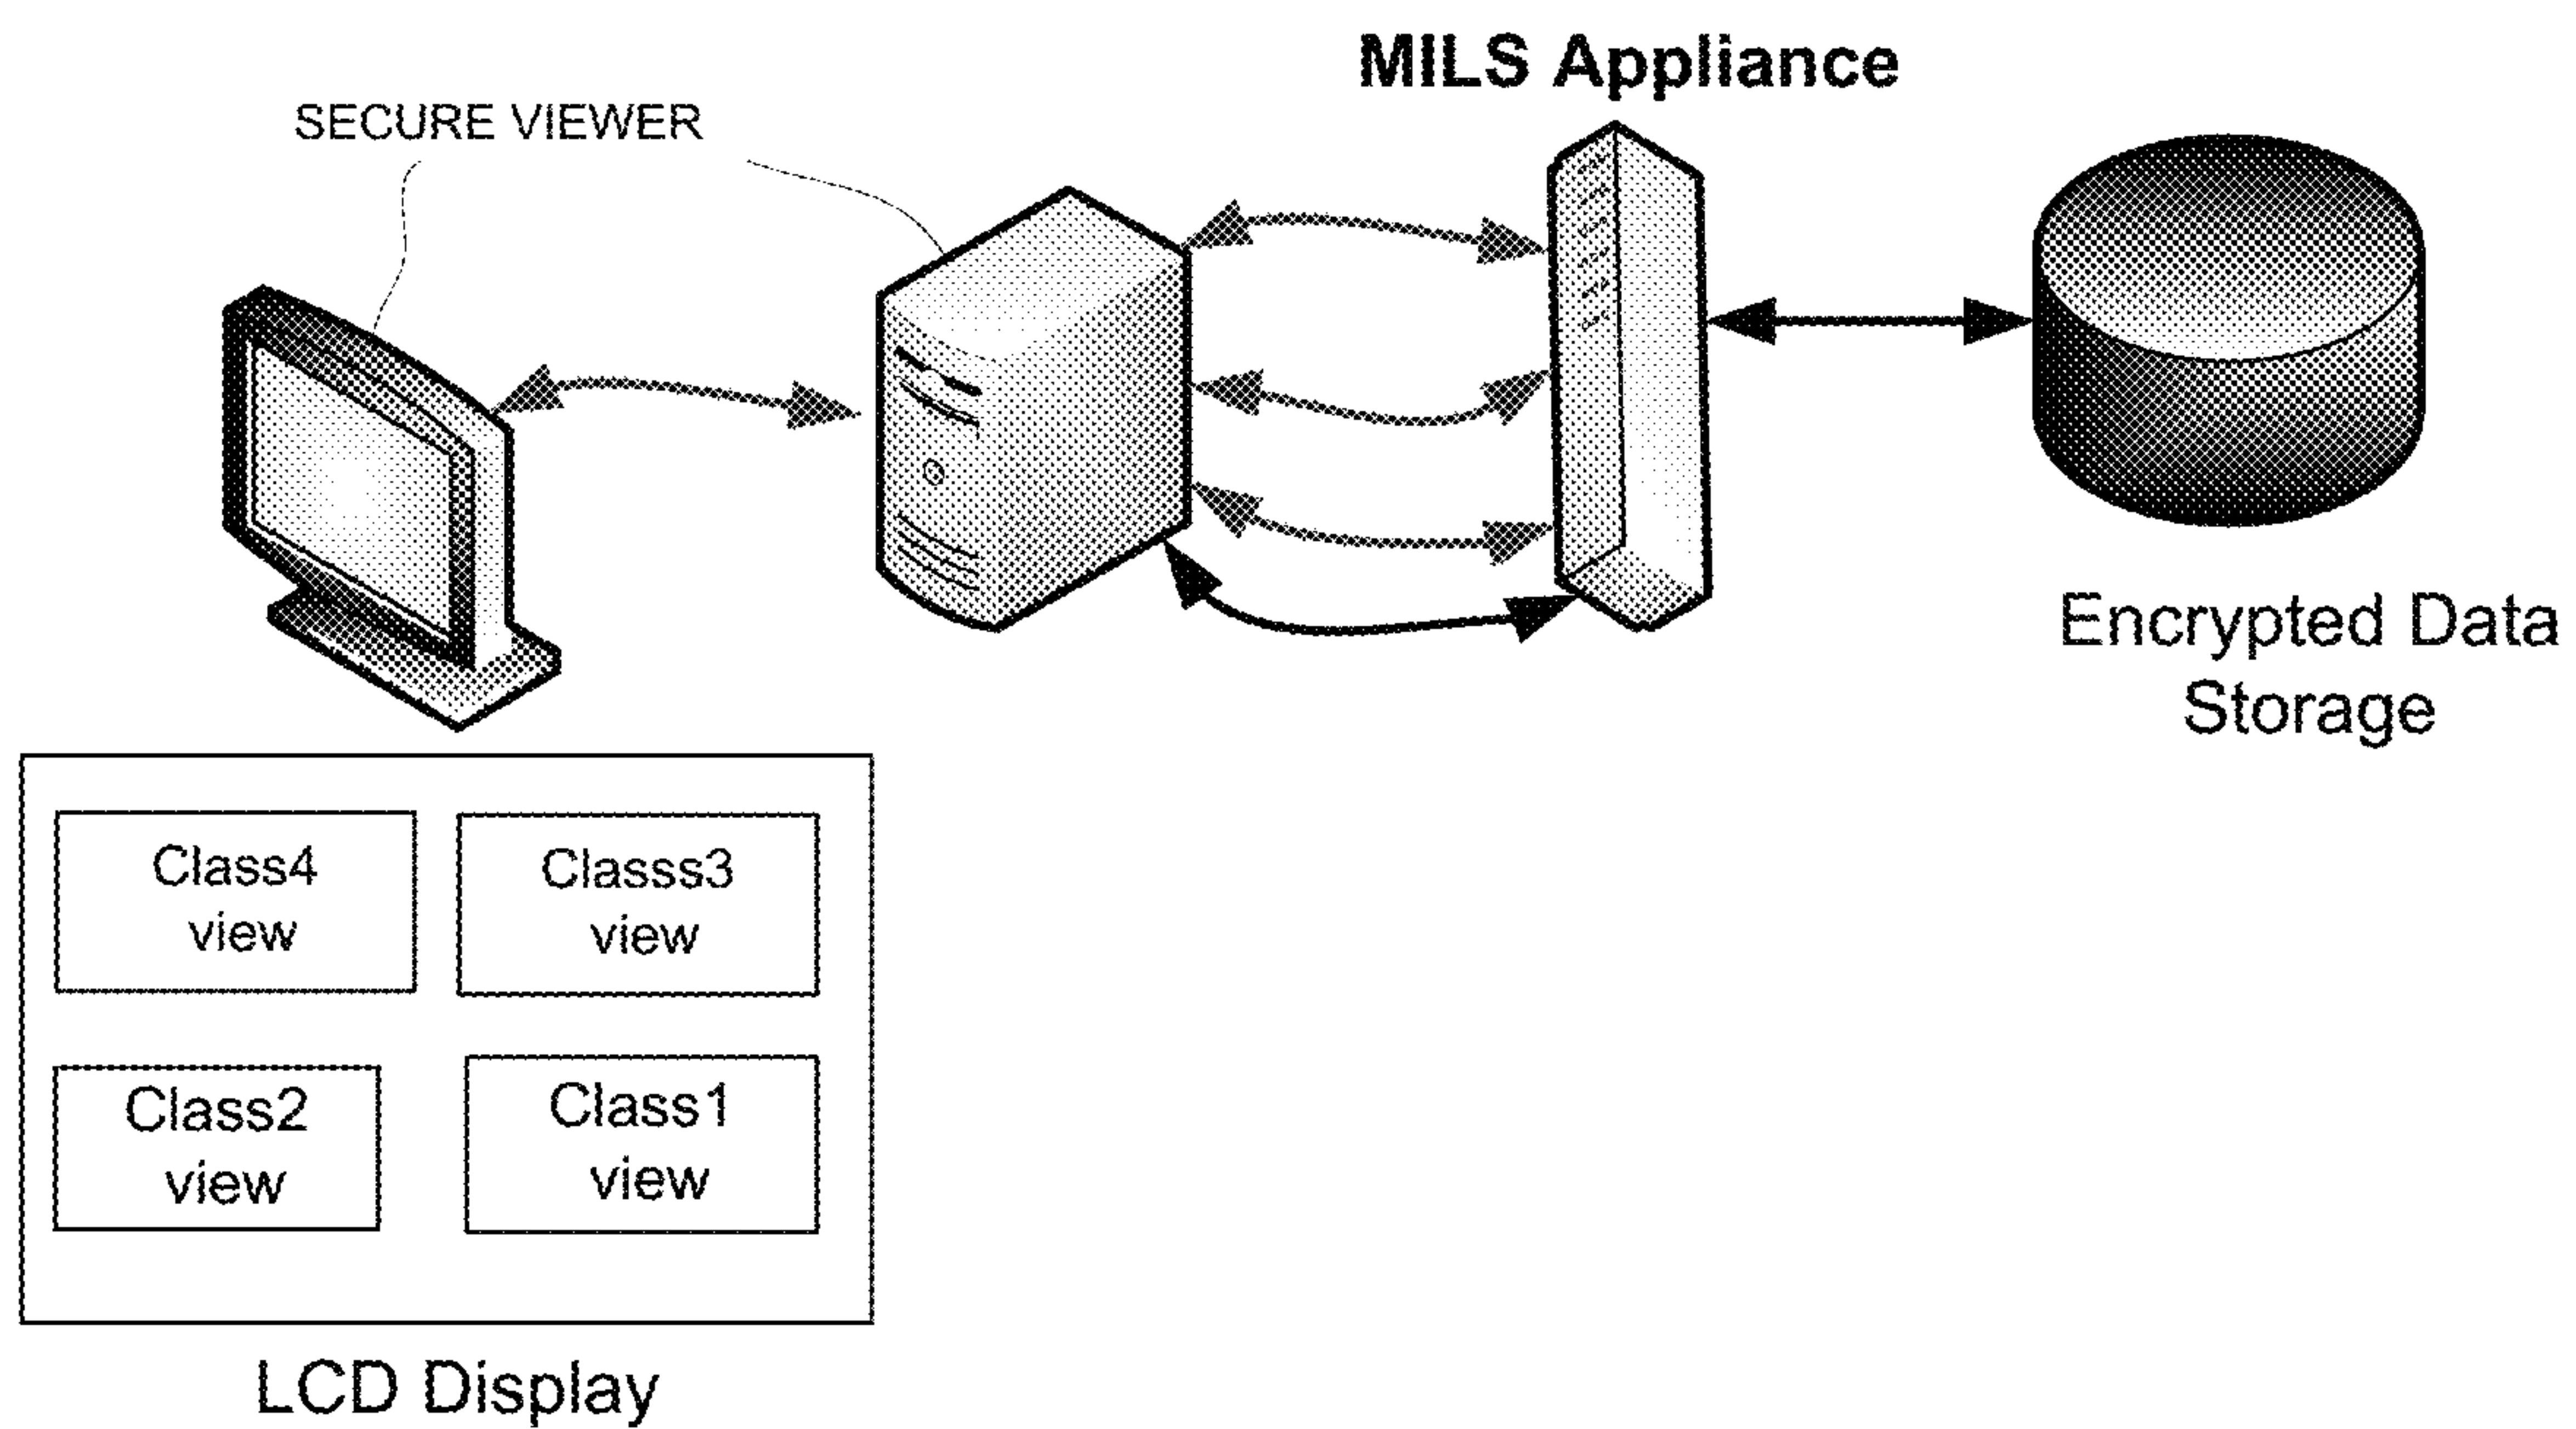 MILS Appliance
SECURE VIEWER
Encrypted Data
Storage
Class4
view
Classs3
view
Class2
view
Class1
view
LCD Display